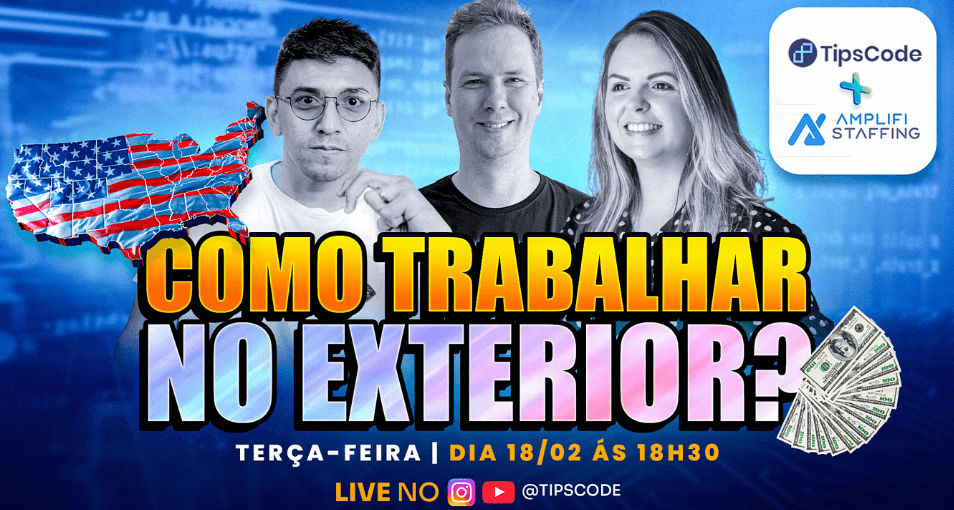 TipsCode
+
AMPLIFI
STAFFING
COMO TRABALHAR
NO EXTERIOR?
TERÇA-FEIRA | DIA 18/02 ÁS 18H30
LIVE NO @TIPSCODE